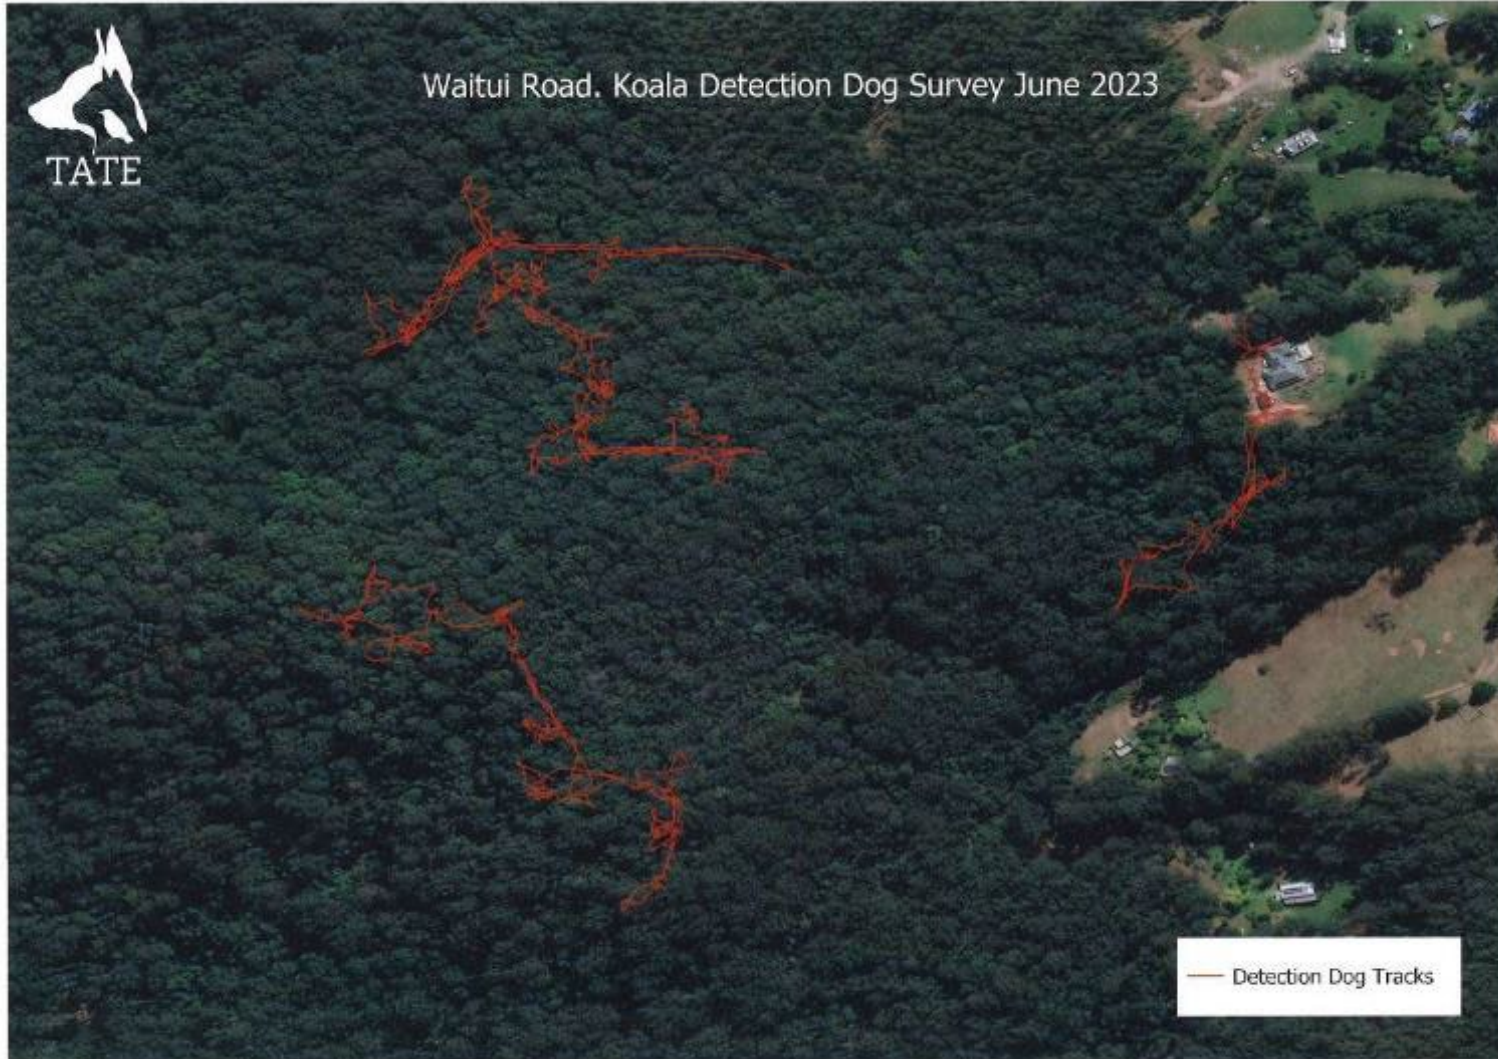 Waitui Road. Koala Detection Dog Survey June 2023
TATE
Detection Dog Tracks